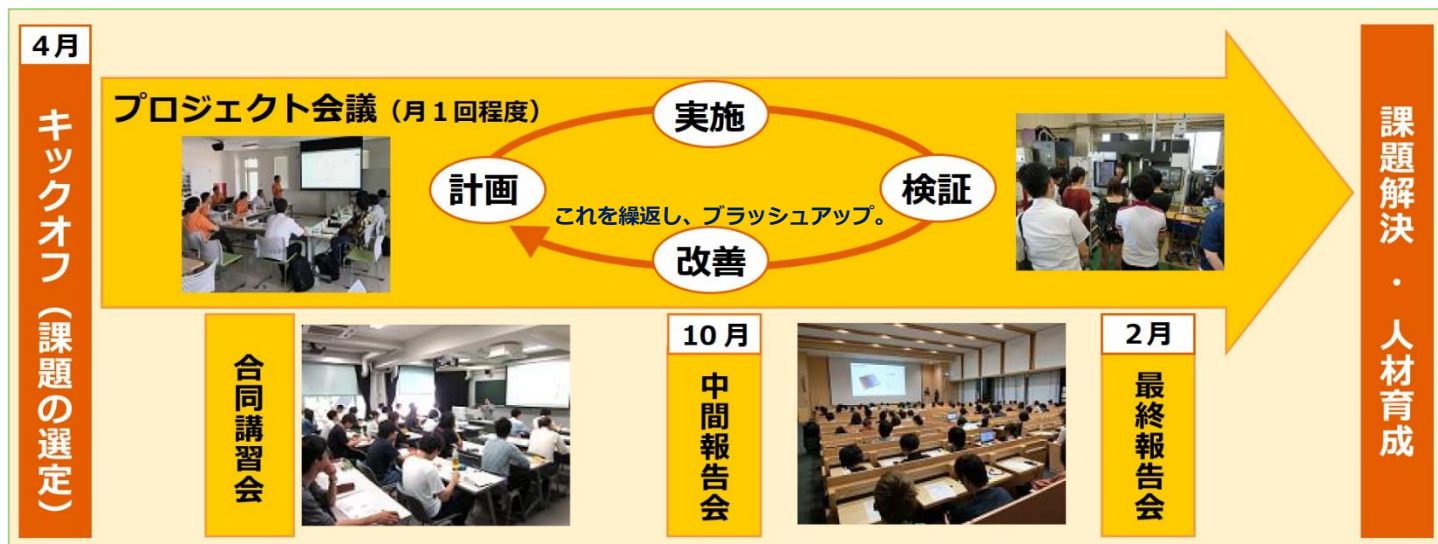 4月
キックオフ（課題の選定）
プロジェクト会議（月１回程度）
計画
実施
検証
改善
これを繰返し、ブラッシュアップ。
合同講習会
10月
中間報告会
2月
最終報告会
課題解決・人材育成